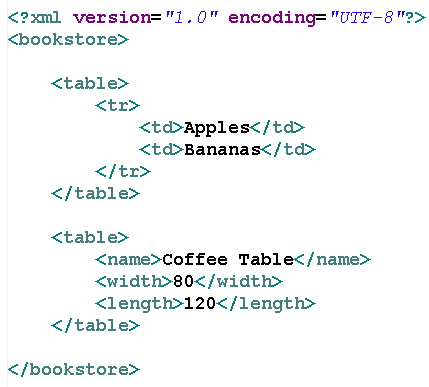 <?xml version="1.0" encoding="UTF-8"?>
<bookstore>
    <table>
        <tr>
            <td>Apples</td>
            <td>Bananas</td>
        </tr>
    </table>
    <table>
        <name>Coffee Table</name>
        <width>80</width>
        <length>120</length>
    </table>
</bookstore>